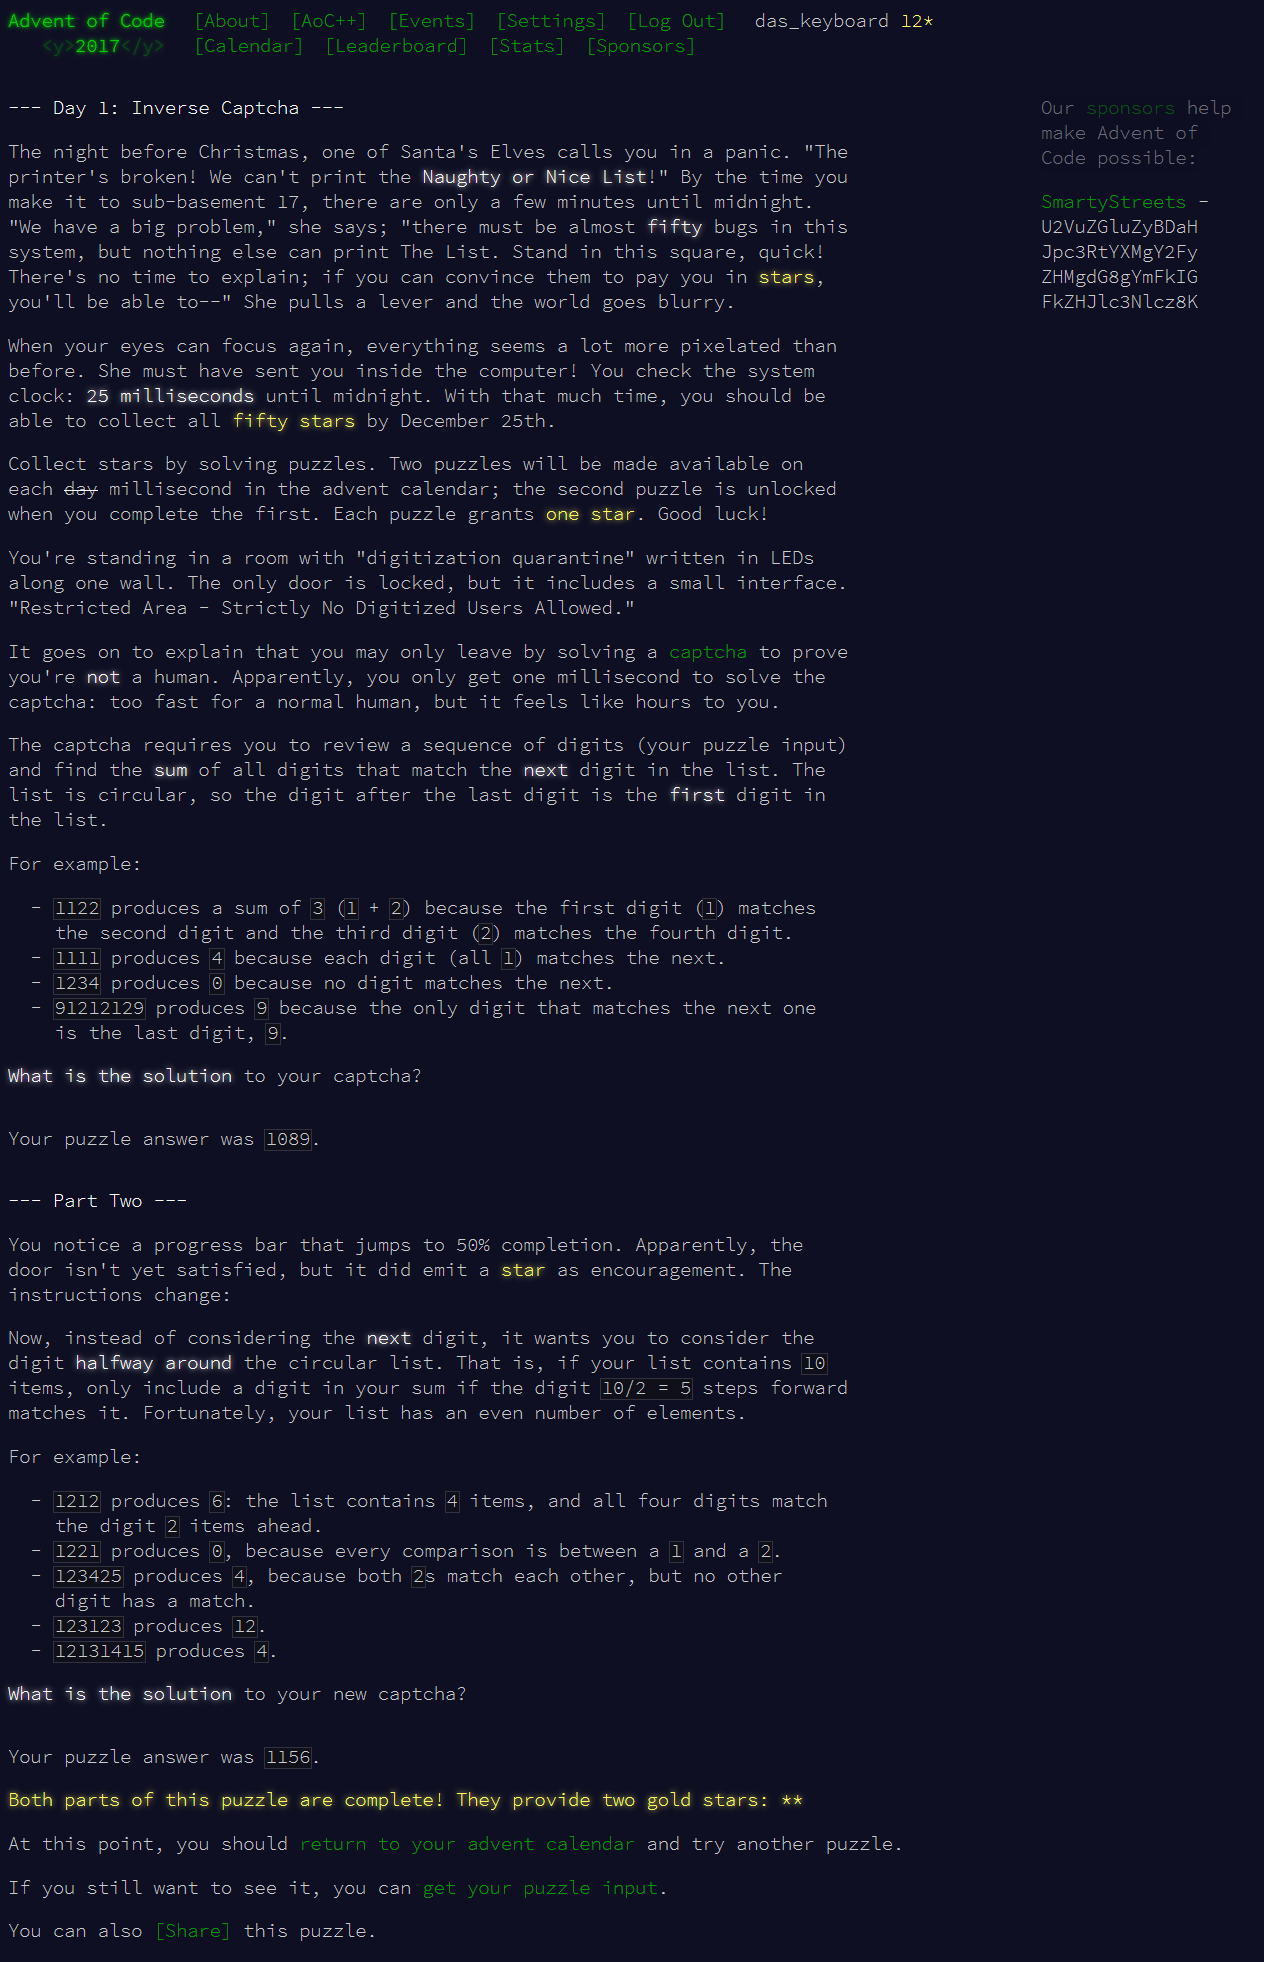 Advent of Code [About] [AoC++] [Events] [Settings] [Log Out] das_keyboard 12*
<y>2017</y> [Calendar] [Leaderboard] [Stats] [Sponsors]
--- Day 1: Inverse Captcha ---
The night before Christmas, one of Santa's Elves calls you in a panic. "The
printer's broken! We can't print the Naughty or Nice List!" By the time you
make it to sub-basement 17, there are only a few minutes until midnight.
"We have a big problem," she says; "there must be almost fifty bugs in this
system, but nothing else can print The List. Stand in this square, quick!
There's no time to explain; if you can convince them to pay you in stars,
you'll be able to--" She pulls a lever and the world goes blurry.
When your eyes can focus again, everything seems a lot more pixelated than
before. She must have sent you inside the computer! You check the system
clock: 25 milliseconds until midnight. With that much time, you should be
able to collect all fifty stars by December 25th.
Collect stars by solving puzzles. Two puzzles will be made available on
each day millisecond in the advent calendar; the second puzzle is unlocked
when you complete the first. Each puzzle grants one star. Good luck!
You're standing in a room with "digitization quarantine" written in LEDs
along one wall. The only door is locked, but it includes a small interface.
"Restricted Area - Strictly No Digitized Users Allowed."
It goes on to explain that you may only leave by solving a captcha to prove
you're not a human. Apparently, you only get one millisecond to solve the
captcha: too fast for a normal human, but it feels like hours to you.
The captcha requires you to review a sequence of digits (your puzzle input)
and find the sum of all digits that match the next digit in the list. The
list is circular, so the digit after the last digit is the first digit in
the list.
For example:
- 1122 produces a sum of 3 (1 + 2) because the first digit (1) matches
the second digit and the third digit (2) matches the fourth digit.
- 1111 produces 4 because each digit (all 1) matches the next.
- 1234 produces 0 because no digit matches the next.
- 91212129 produces 9 because the only digit that matches the next one
is the last digit, 9.
What is the solution to your captcha?
Your puzzle answer was 1089.
--- Part Two ---
You notice a progress bar that jumps to 50% completion. Apparently, the
door isn't yet satisfied, but it did emit a star as encouragement. The
instructions change:
Now, instead of considering the next digit, it wants you to consider the
digit halfway around the circular list. That is, if your list contains 10
items, only include a digit in your sum if the digit 10/2 = 5 steps forward
matches it. Fortunately, your list has an even number of elements.
For example:
- 1212 produces 6: the list contains 4 items, and all four digits match
the digit 2 items ahead.
- 1221 produces 0, because every comparison is between a 1 and a 2.
- 123425 produces 4, because both 2s match each other, but no other
digit has a match.
- 123123 produces 12.
- 12131415 produces 4.
What is the solution to your new captcha?
Your puzzle answer was 1156.
Both parts of this puzzle are complete! They provide two gold stars: **
At this point, you should return to your advent calendar and try another puzzle.
If you still want to see it, you can get your puzzle input.
You can also [Share] this puzzle.
Our sponsors help
make Advent of
Code possible:
SmartyStreets -
U2VuZGluZyBDaH
Jpc3RtYXMgY2Fy
ZHMgdG8gYmFkIG
FkZHJlc3Nlcz8K